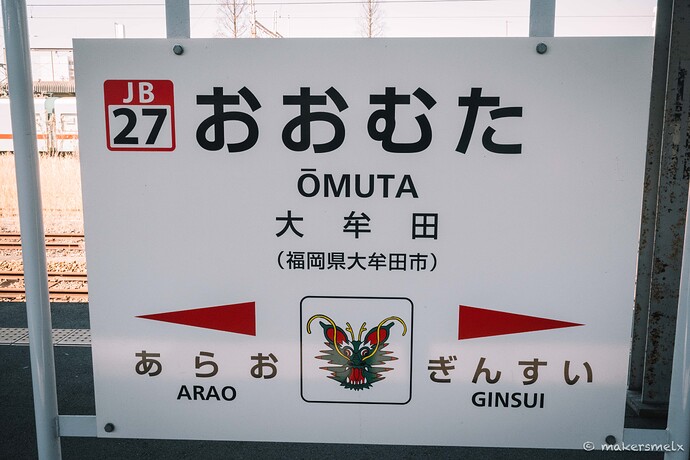 JB
27
おおむた
ŌMUTA
大牟田
(福岡県大牟田市)
あらお
ARAO
ぎんすい
GINSUI
© makersmelx